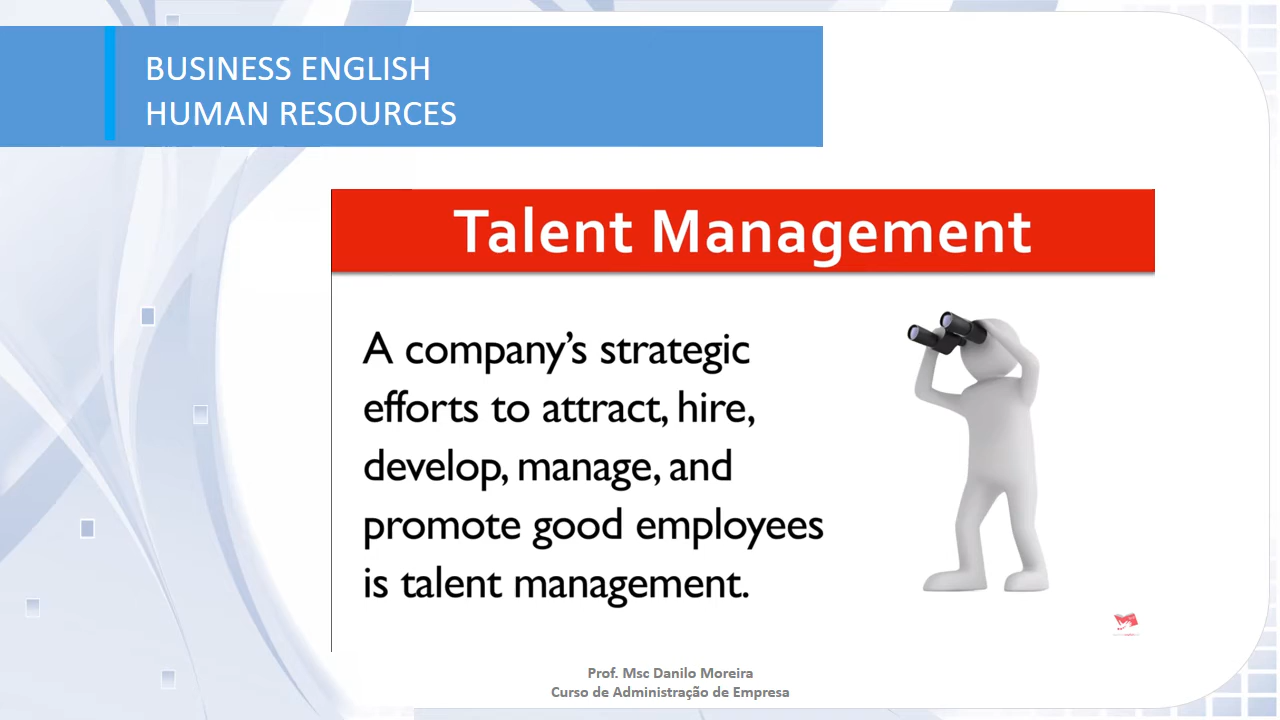 BUSINESS ENGLISH
HUMAN RESOURCES
Talent Management
A company’s strategic
efforts to attract, hire,
develop, manage, and
promote good employees
is talent management.
Prof. Msc Danilo Moreira
Curso de Administração de Empresa